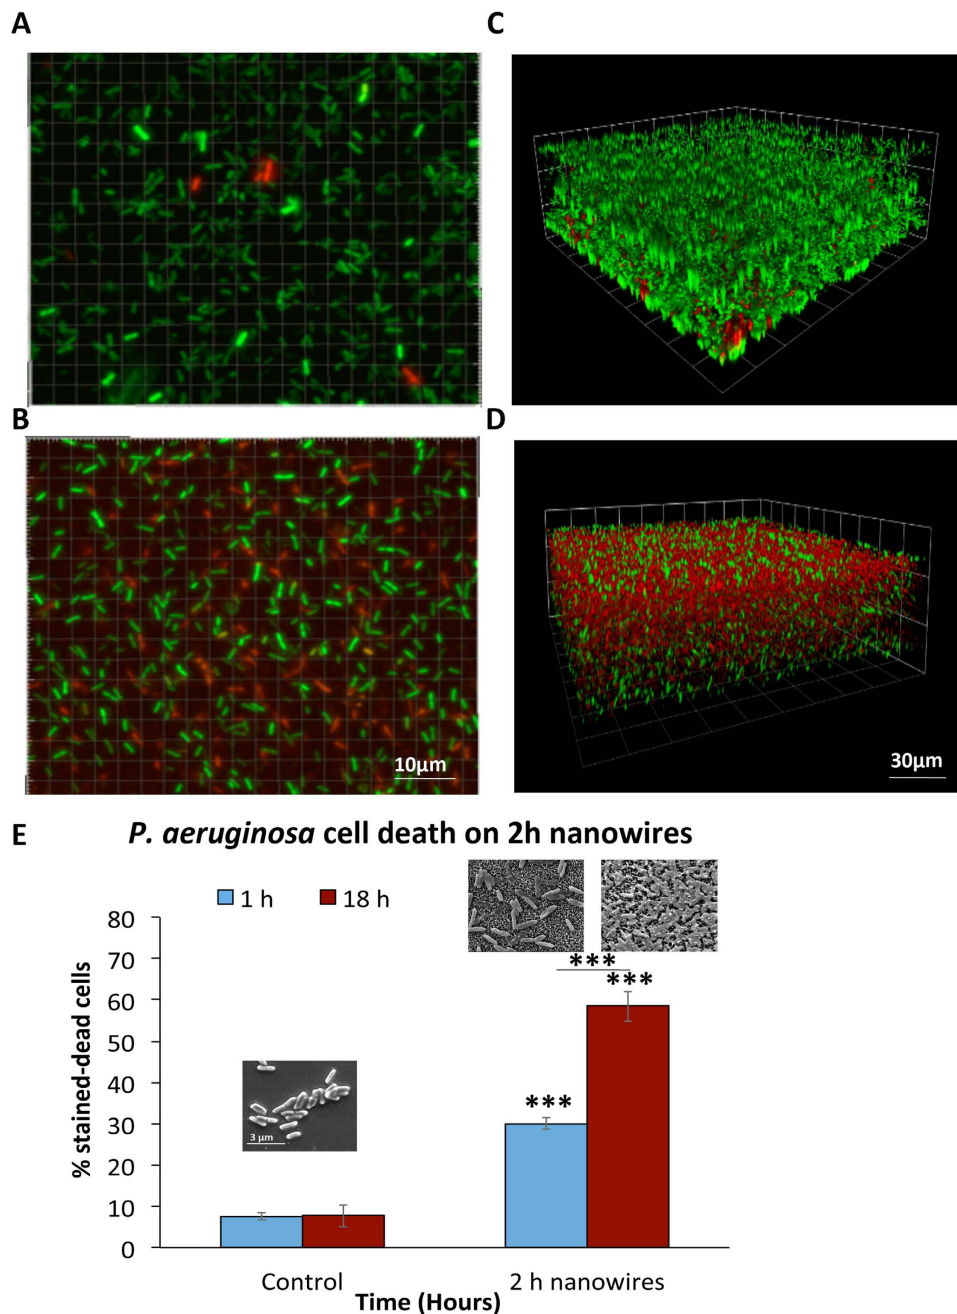 A
C
B
D
10µm
30µm
E
P. aeruginosa cell death on 2h nanowires
1 h
18 h
% stained-dead cells
80
70
60
50
40
30
20
10
0
3 µm
***
***
***
Control
2 h nanowires
Time (Hours)